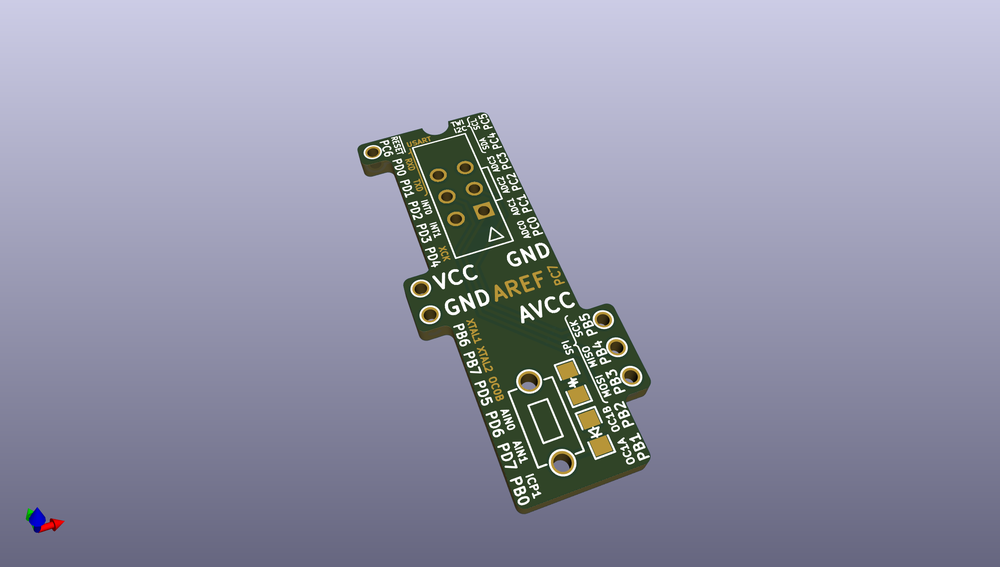 RESET
PC6
PD0
PD1
PD2
PD3
PD4
USART
RXD
TXD
INT0
INT1
XCK
TWI
I2C
SCL
SDA
PC5
PC4
PC3
PC2
PC1
PC0
ADC3
ADC2
ADC1
ADC0
VCC
GND
GND
AREF
PC7
AVCC
PB6
PB7
PD5
PD6
PD7
PB0
XTAL1
XTAL2
OC0B
AIN0
AIN1
ICP1
SPI
SCK
MISO
MOSI
PB5
PB4
PB3
PB2
PB1
OC1B
OC1A